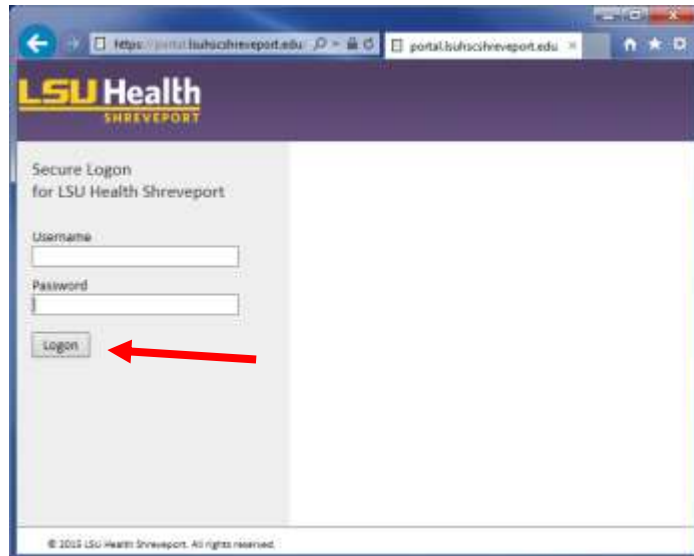 https://portal.lsuhscshreveport.edu
portal.lsuhscshreveport.edu
LSU Health
SHREVEPORT
Secure Logon
for LSU Health Shreveport
Username
Password
Logon
© 2015 LSU Health Shreveport. All rights reserved.